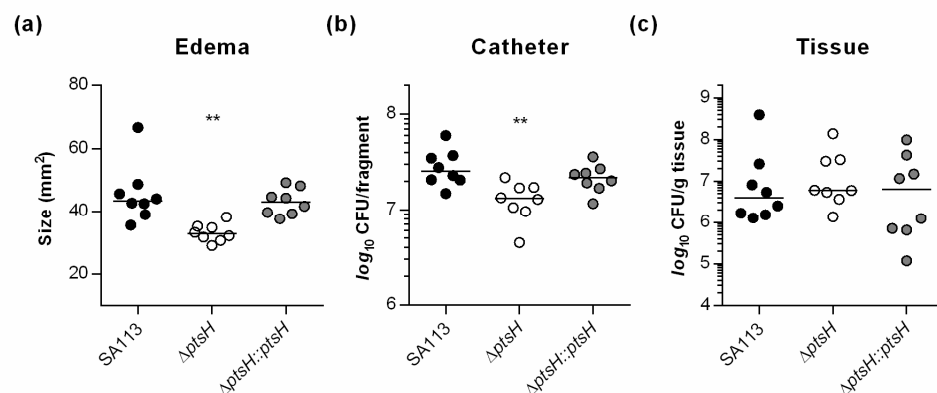 (a)
Edema
Size (mm²)
80
60
40
20
**
SA113
ΔptsH
ΔptsH::ptsH
(b)
Catheter
log₁₀ CFU/fragment
8
7
6
**
SA113
ΔptsH
ΔptsH::ptsH
(c)
Tissue
log₁₀ CFU/g tissue
9
8
7
6
5
4
SA113
ΔptsH
ΔptsH::ptsH